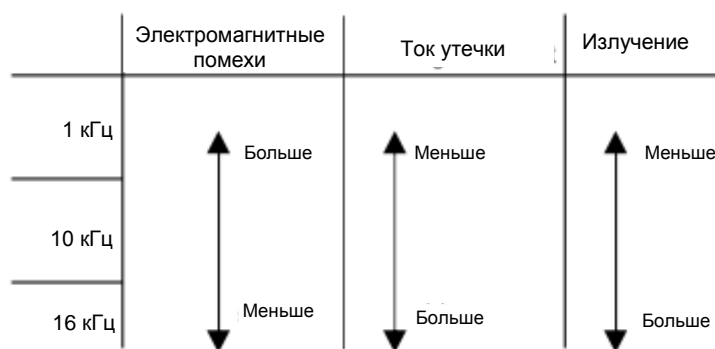 Электромагнитные
помехи
Ток утечки
Излучение
1 кГц
Больше
Меньше
Меньше
10 кГц
16 кГц
Меньше
Больше
Больше